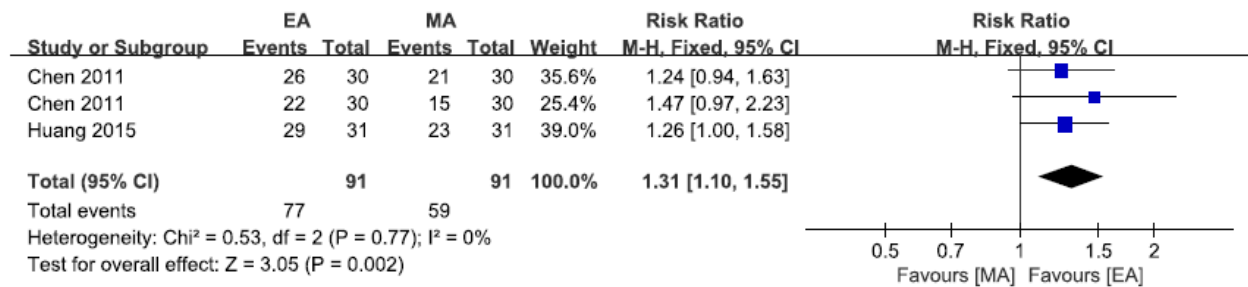 EA MA Risk Ratio Risk Ratio
Study or Subgroup Events Total Events Total Weight M-H, Fixed, 95% CI M-H, Fixed, 95% CI
Chen 2011 26 30 21 30 35.6% 1.24 [0.94, 1.63]
Chen 2011 22 30 15 30 25.4% 1.47 [0.97, 2.23]
Huang 2015 29 31 23 31 39.0% 1.26 [1.00, 1.58]
Total (95% CI) 91 91 100.0% 1.31 [1.10, 1.55]
Total events 77 59
Heterogeneity: Chi² = 0.53, df = 2 (P = 0.77); I² = 0%
Test for overall effect: Z = 3.05 (P = 0.002)
0.5 0.7 1 1.5 2
Favours [MA] Favours [EA]